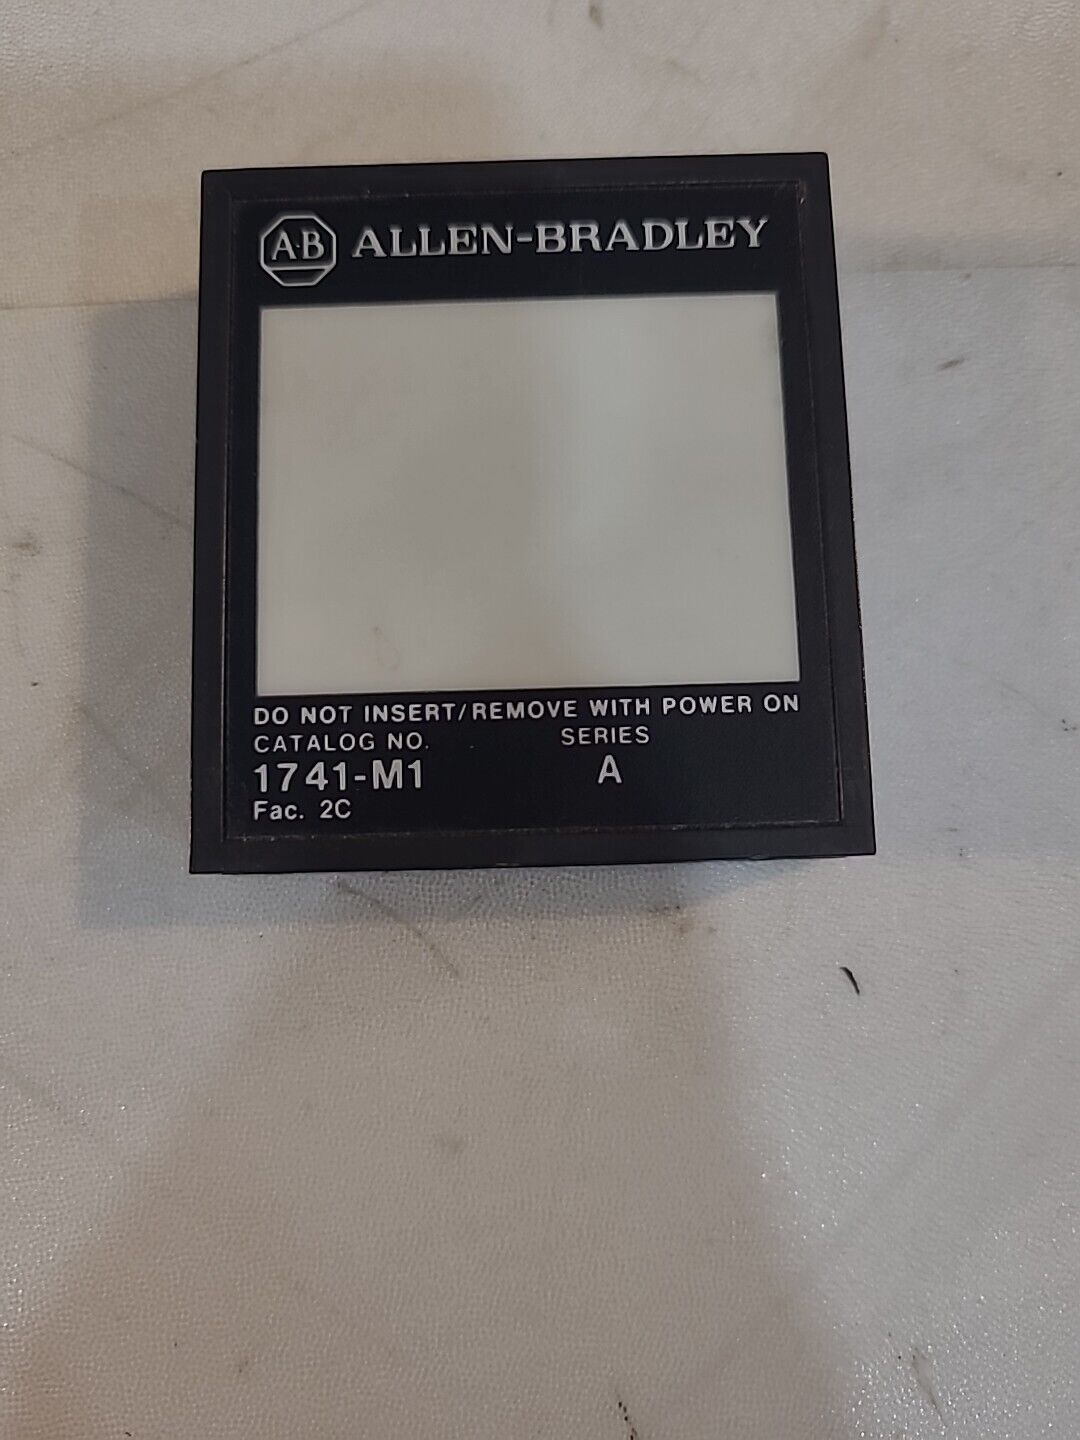 AB ALLEN-BRADLEY
DO NOT INSERT/REMOVE WITH POWER ON
CATALOG NO. SERIES
1741-M1 A
Fac. 2C